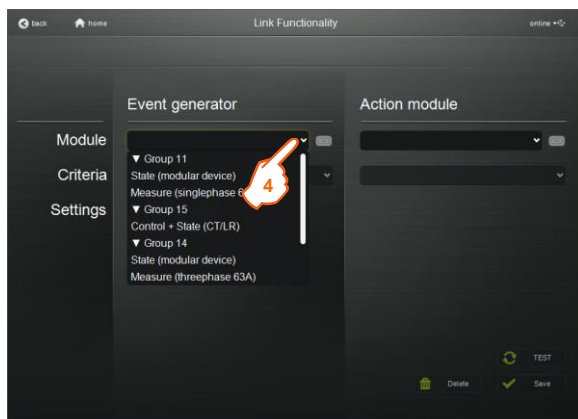 back home Link Functionality online
Event generator Action module
Module
▼ Group 11
Criteria State (modular device)
Measure (singlephase 6
4
Settings ▼ Group 15
Control + State (CT/LR)
▼ Group 14
State (modular device)
Measure (threephase 63A)
TEST
Delete Save